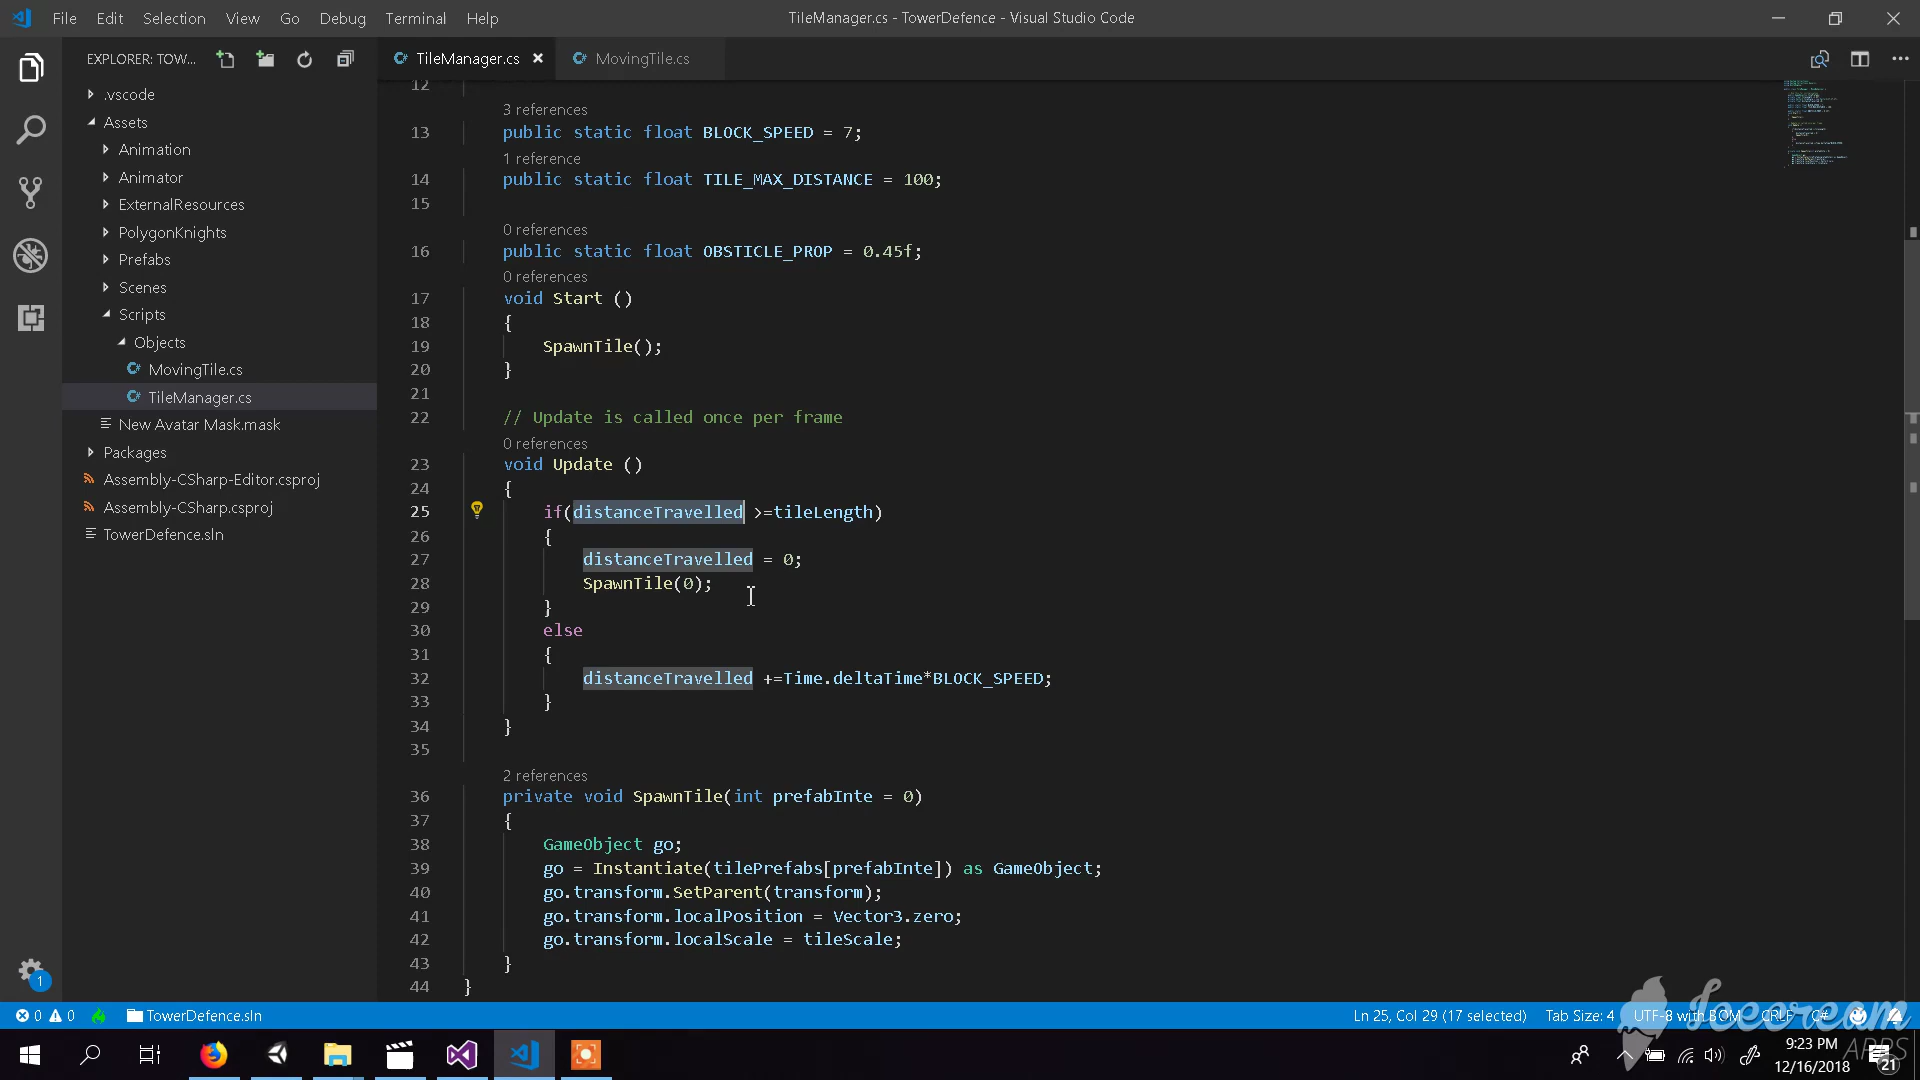 File Edit Selection View Go Debug Terminal Help
TileManager.cs - TowerDefence - Visual Studio Code
EXPLORER: TOW...
TileManager.cs
MovingTile.cs
.vscode
Assets
Animation
Animator
ExternalResources
PolygonKnights
Prefabs
Scenes
Scripts
Objects
MovingTile.cs
TileManager.cs
New Avatar Mask.mask
Packages
Assembly-CSharp-Editor.csproj
Assembly-CSharp.csproj
TowerDefence.sln
12
3 references
13 public static float BLOCK_SPEED = 7;
1 reference
14 public static float TILE_MAX_DISTANCE = 100;
15
0 references
16 public static float OBSTICLE_PROP = 0.45f;
0 references
17 void Start ()
18 {
19 SpawnTile();
20 }
21
22 // Update is called once per frame
0 references
23 void Update ()
24 {
25 if(distanceTravelled >=tileLength)
26 {
27 distanceTravelled = 0;
28 SpawnTile(0);
29 }
30 else
31 {
32 distanceTravelled +=Time.deltaTime*BLOCK_SPEED;
33 }
34 }
35
2 references
36 private void SpawnTile(int prefabInte = 0)
37 {
38 GameObject go;
39 go = Instantiate(tilePrefabs[prefabInte]) as GameObject;
40 go.transform.SetParent(transform);
41 go.transform.localPosition = Vector3.zero;
42 go.transform.localScale = tileScale;
43 }
44 }
1
0 0 TowerDefence.sln
Ln 25, Col 29 (17 selected) Tab Size: 4 UTF-8 with BOM CRLF C#
Icecream
APPS
9:23 PM
12/16/2018
21